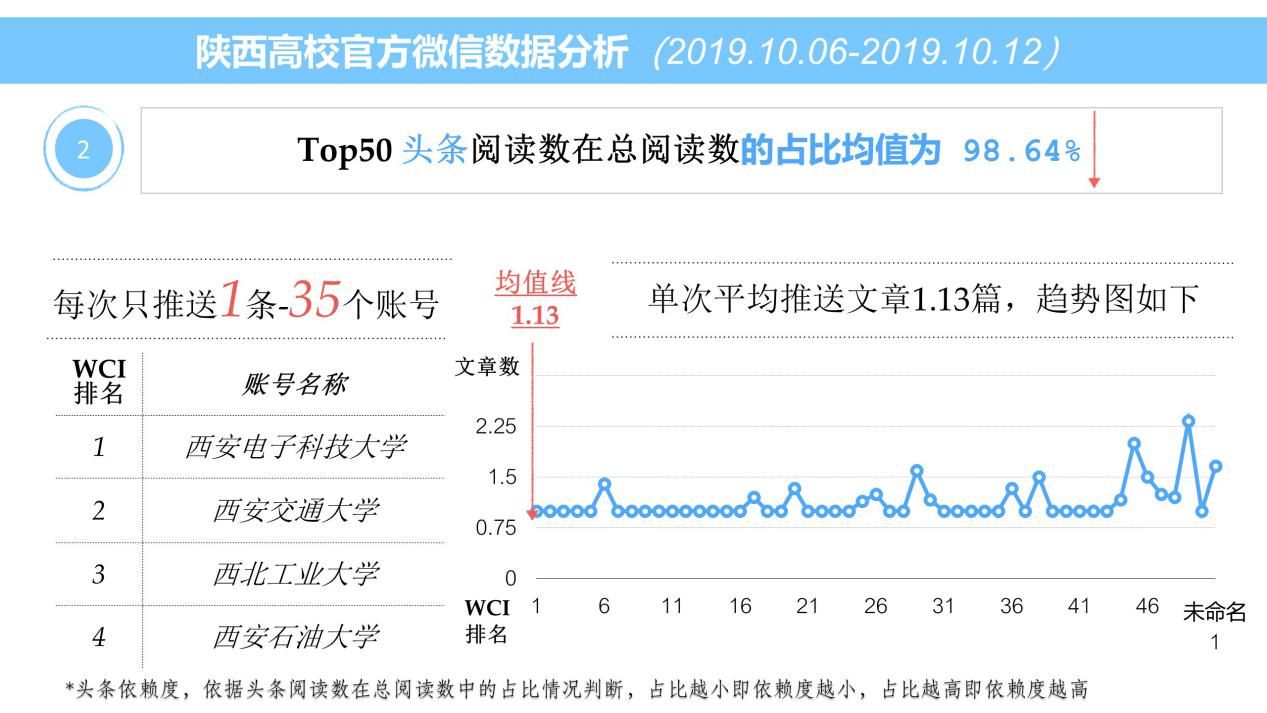 陕西高校官方微信数据分析（2019.10.06-2019.10.12）
2
Top50 头条阅读数在总阅读数的占比均值为 98.64%
每次只推送1条-35个账号
均值线
1.13
单次平均推送文章1.13篇，趋势图如下
WCI
排名
账号名称
1 西安电子科技大学
2 西安交通大学
3 西北工业大学
4 西安石油大学
文章数
2.25
1.5
0.75
0
WCI
排名
1 6 11 16 21 26 31 36 41 46 未命名
1
*头条依赖度，依据头条阅读数在总阅读数中的占比情况判断，占比越小即依赖度越小，占比越高即依赖度越高